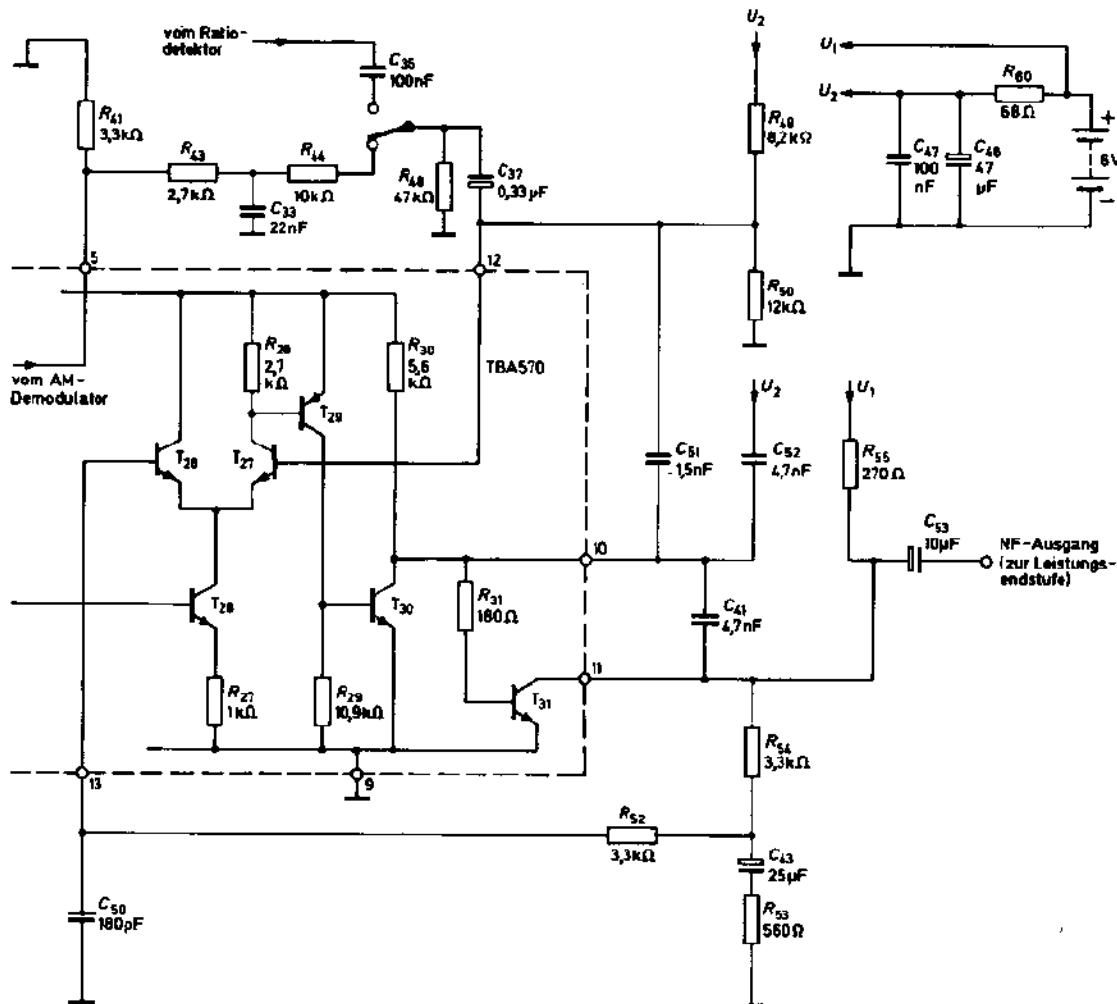 vom Ratio-
detektor
C35
100nF
U2
U1
U2
R60
68Ω
R41
3,3kΩ
R49
8,2kΩ
+
6V
−
C47
100
nF
C46
47
µF
R43
2,7kΩ
R44
10kΩ
C33
22nF
R48
47kΩ
C37
0,33µF
5
12
R50
12kΩ
R28
2,7
kΩ
R30
5,6
kΩ
TBA570
vom AM-
Demodulator
T29
U2
U1
T26
T27
C51
1,5nF
C52
4,7nF
R55
270Ω
C53
10µF
NF-Ausgang
(zur Leistungs-
endstufe)
10
T28
T30
R31
180Ω
C41
4,7nF
11
R27
1kΩ
R29
10,9kΩ
T31
R54
3,3kΩ
13
9
R52
3,3kΩ
C43
25µF
C50
180pF
R53
560Ω